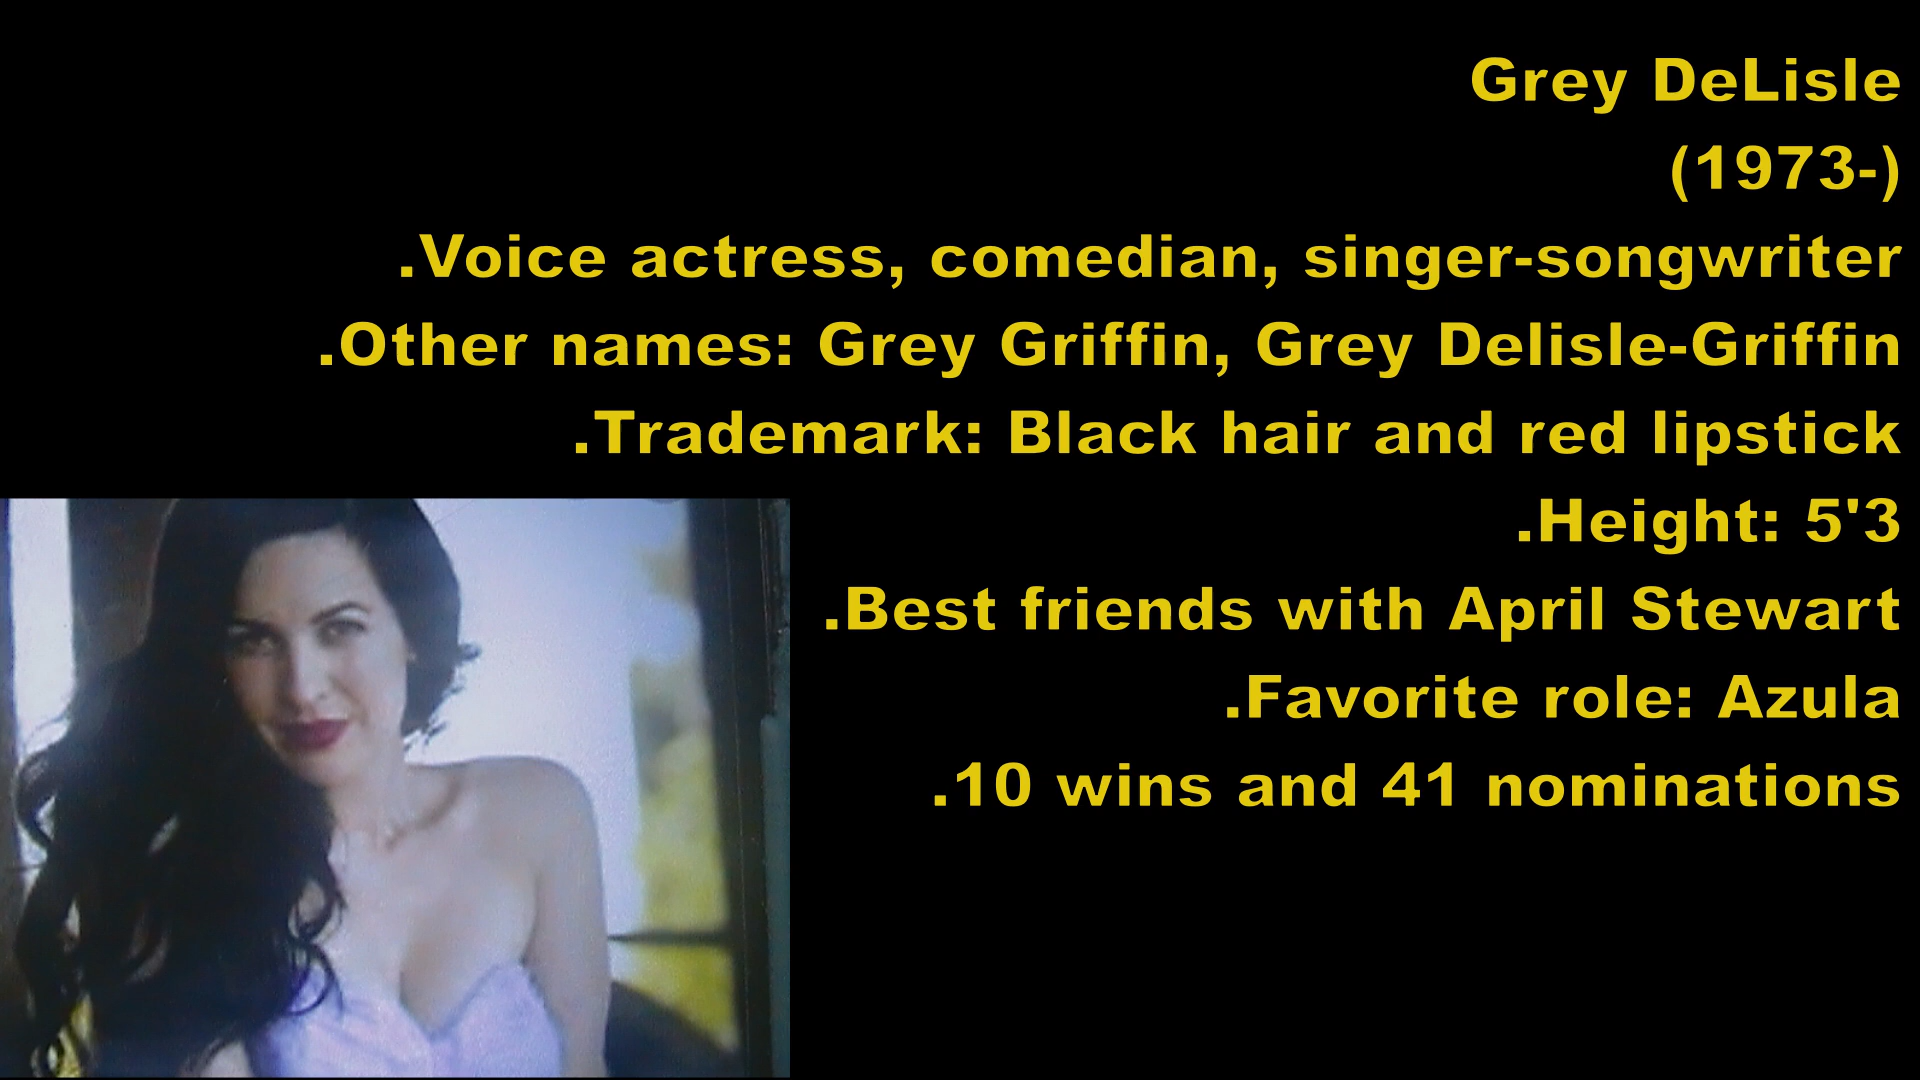 Grey DeLisle
(1973-)
.Voice actress, comedian, singer-songwriter
.Other names: Grey Griffin, Grey Delisle-Griffin
.Trademark: Black hair and red lipstick
.Height: 5'3
.Best friends with April Stewart
.Favorite role: Azula
.10 wins and 41 nominations